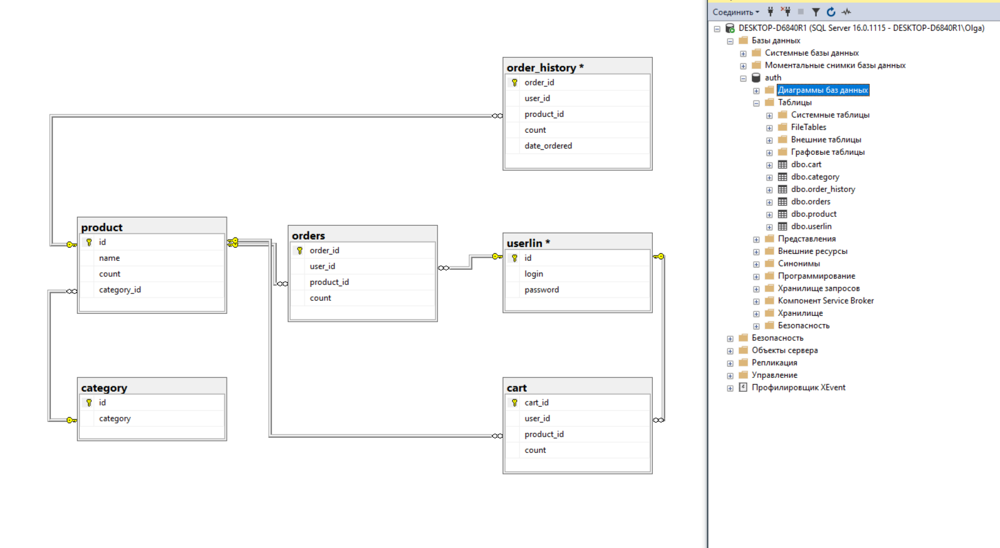 order_history *
order_id
user_id
product_id
count
date_ordered
product
id
name
count
category_id
orders
order_id
user_id
product_id
count
userlin *
id
login
password
category
id
category
cart
cart_id
user_id
product_id
count
Соединить
DESKTOP-D6840R1 (SQL Server 16.0.1115 - DESKTOP-D6840R1\Olga)
Базы данных
Системные базы данных
Моментальные снимки базы данных
auth
Диаграммы баз данных
Таблицы
Системные таблицы
FileTables
Внешние таблицы
Графовые таблицы
dbo.cart
dbo.category
dbo.order_history
dbo.orders
dbo.product
dbo.userlin
Представления
Внешние ресурсы
Синонимы
Программирование
Хранилище запросов
Компонент Service Broker
Хранилище
Безопасность
Безопасность
Объекты сервера
Репликация
Управление
Профилировщик XEvent